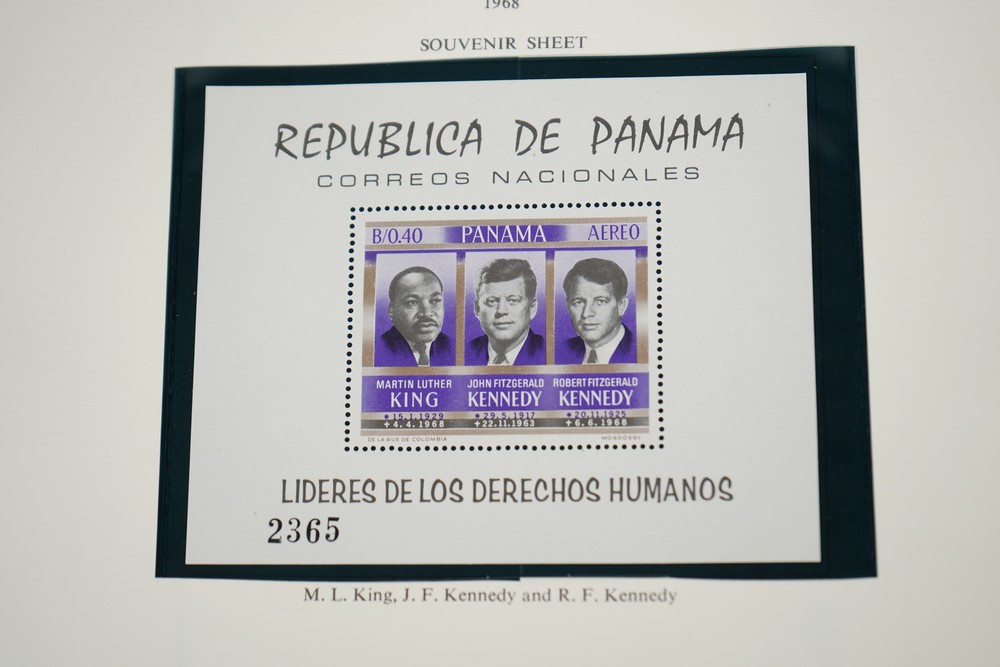 1968
SOUVENIR SHEET
REPUBLICA DE PANAMA
CORREOS NACIONALES
B/0.40 PANAMA AEREO
MARTIN LUTHER KING
* 15.1.1929
+ 4.4.1968
JOHN FITZGERALD KENNEDY
* 29.5.1917
+ 22.11.1963
ROBERT FITZGERALD KENNEDY
* 20.11.1925
+ 6.6.1968
DE LA RUE DE COLOMBIA
LIDERES DE LOS DERECHOS HUMANOS
2365
M. L. King, J. F. Kennedy and R. F. Kennedy